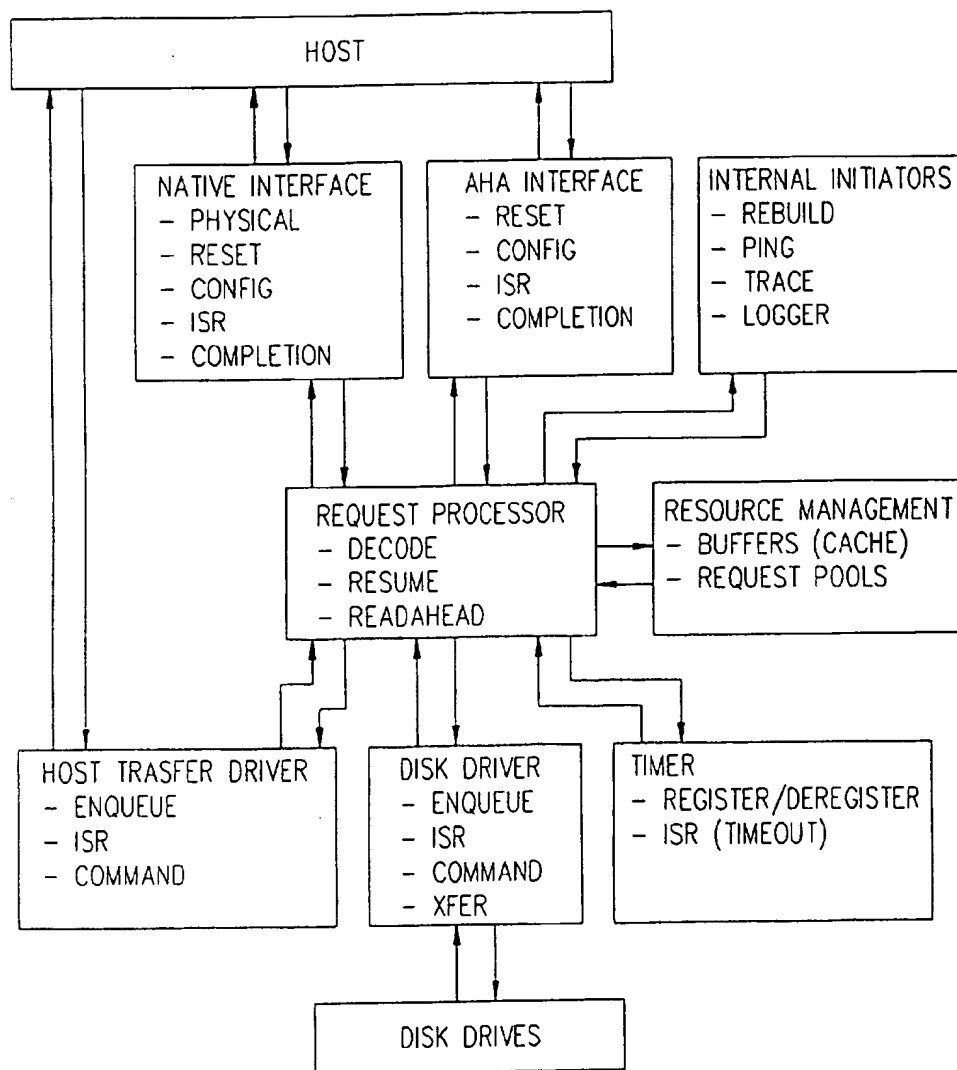 HOST
NATIVE INTERFACE
- PHYSICAL
- RESET
- CONFIG
- ISR
- COMPLETION
AHA INTERFACE
- RESET
- CONFIG
- ISR
- COMPLETION
INTERNAL INITIATORS
- REBUILD
- PING
- TRACE
- LOGGER
REQUEST PROCESSOR
- DECODE
- RESUME
- READAHEAD
RESOURCE MANAGEMENT
- BUFFERS (CACHE)
- REQUEST POOLS
HOST TRASFER DRIVER
- ENQUEUE
- ISR
- COMMAND
DISK DRIVER
- ENQUEUE
- ISR
- COMMAND
- XFER
TIMER
- REGISTER/DEREGISTER
- ISR (TIMEOUT)
DISK DRIVES